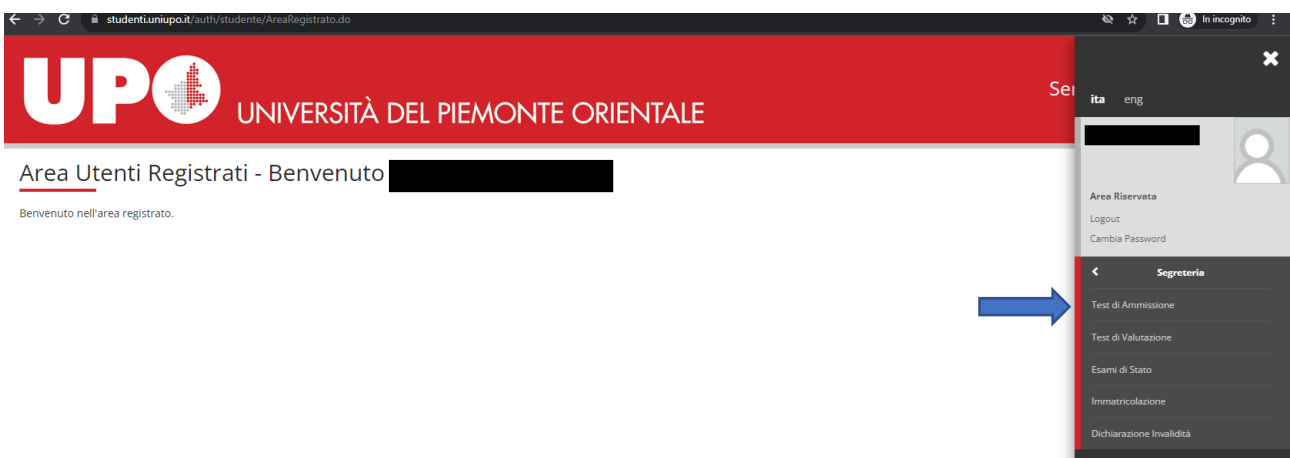 studenti.uniupo.it/auth/studente/AreaRegistrato.do
In incognito
UPO
UNIVERSITÀ DEL PIEMONTE ORIENTALE
Ser
ita eng
Area Utenti Registrati - Benvenuto
Benvenuto nell'area registrato.
Area Riservata
Logout
Cambia Password
Segreteria
Test di Ammissione
Test di Valutazione
Esami di Stato
Immatricolazione
Dichiarazione Invalidità